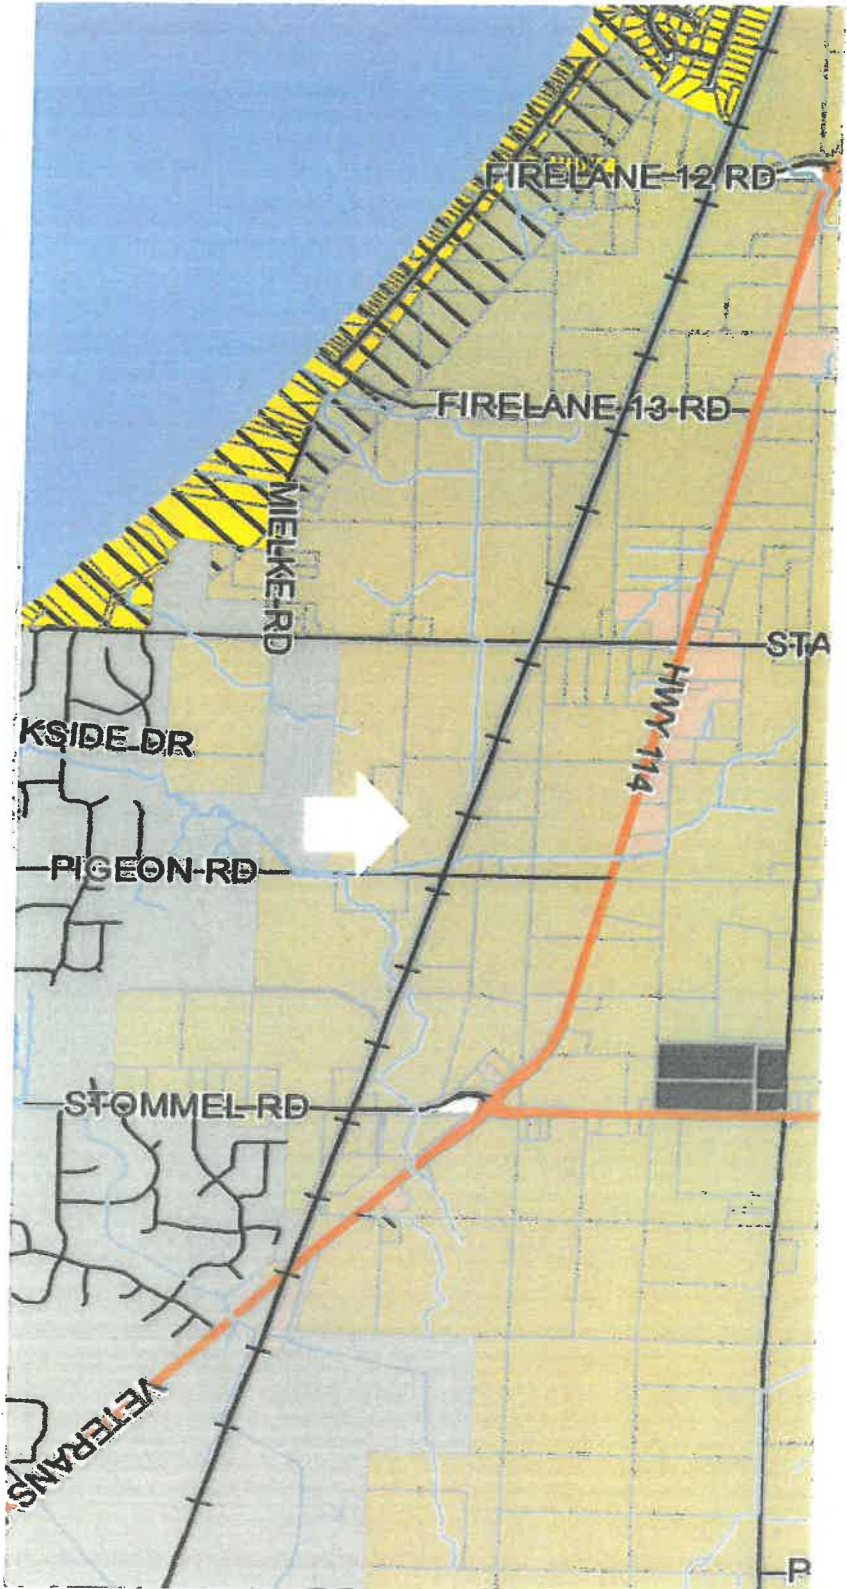 FIRELANE 12 RD
FIRELANE 13 RD
MIELKE RD
STA
HWY 114
KSIDE DR
PIGEON RD
STOMMEL RD
VETERANS
P